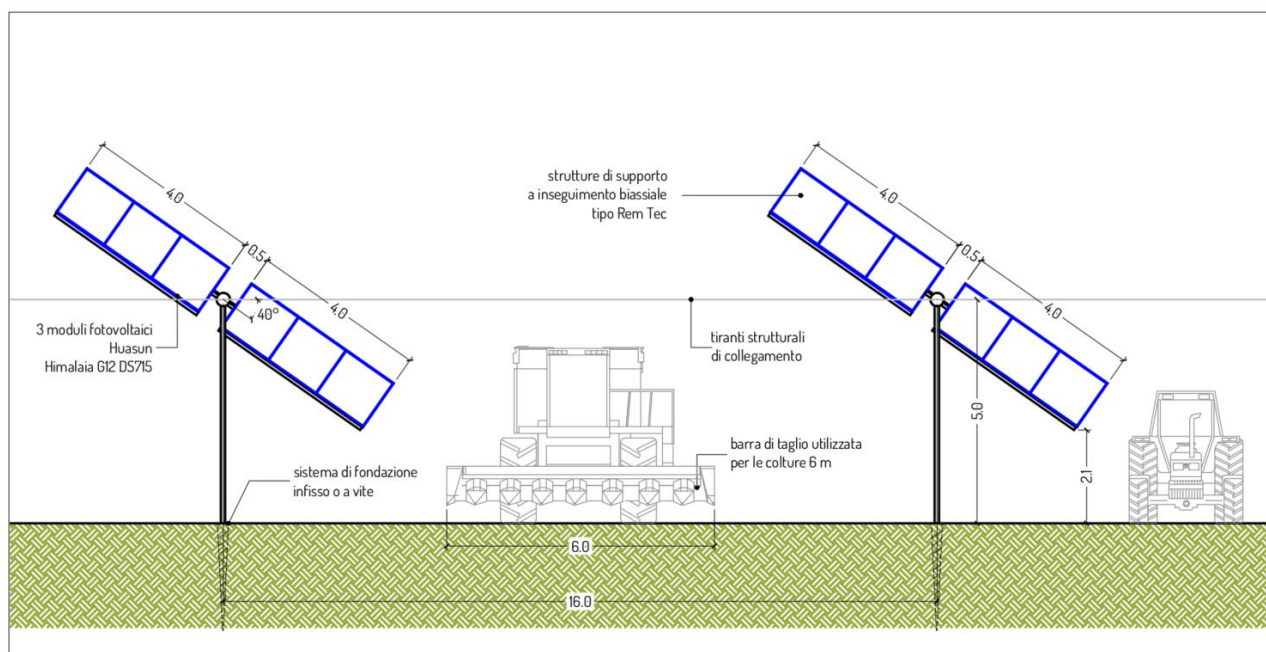 strutture di supporto
a inseguimento biassiale
tipo Rem Tec
4.0
0.5
4.0
4.0
0.5
4.0
40°
3 moduli fotovoltaici
Huasun
Himalaia G12 DS715
tiranti strutturali
di collegamento
5.0
barra di taglio utilizzata
per le colture 6 m
sistema di fondazione
infisso o a vite
2.1
6.0
16.0